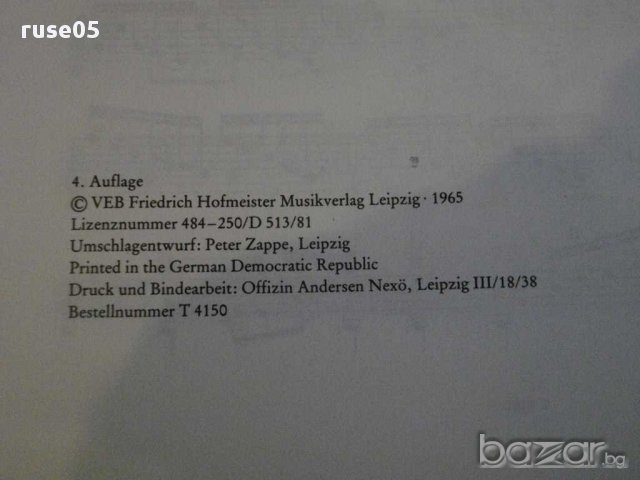 ruse05
4. Auflage
© VEB Friedrich Hofmeister Musikverlag Leipzig · 1965
Lizenznummer 484–250/D 513/81
Umschlagentwurf: Peter Zappe, Leipzig
Printed in the German Democratic Republic
Druck und Bindearbeit: Offizin Andersen Nexö, Leipzig III/18/38
Bestellnummer T 4150
bazar.bg